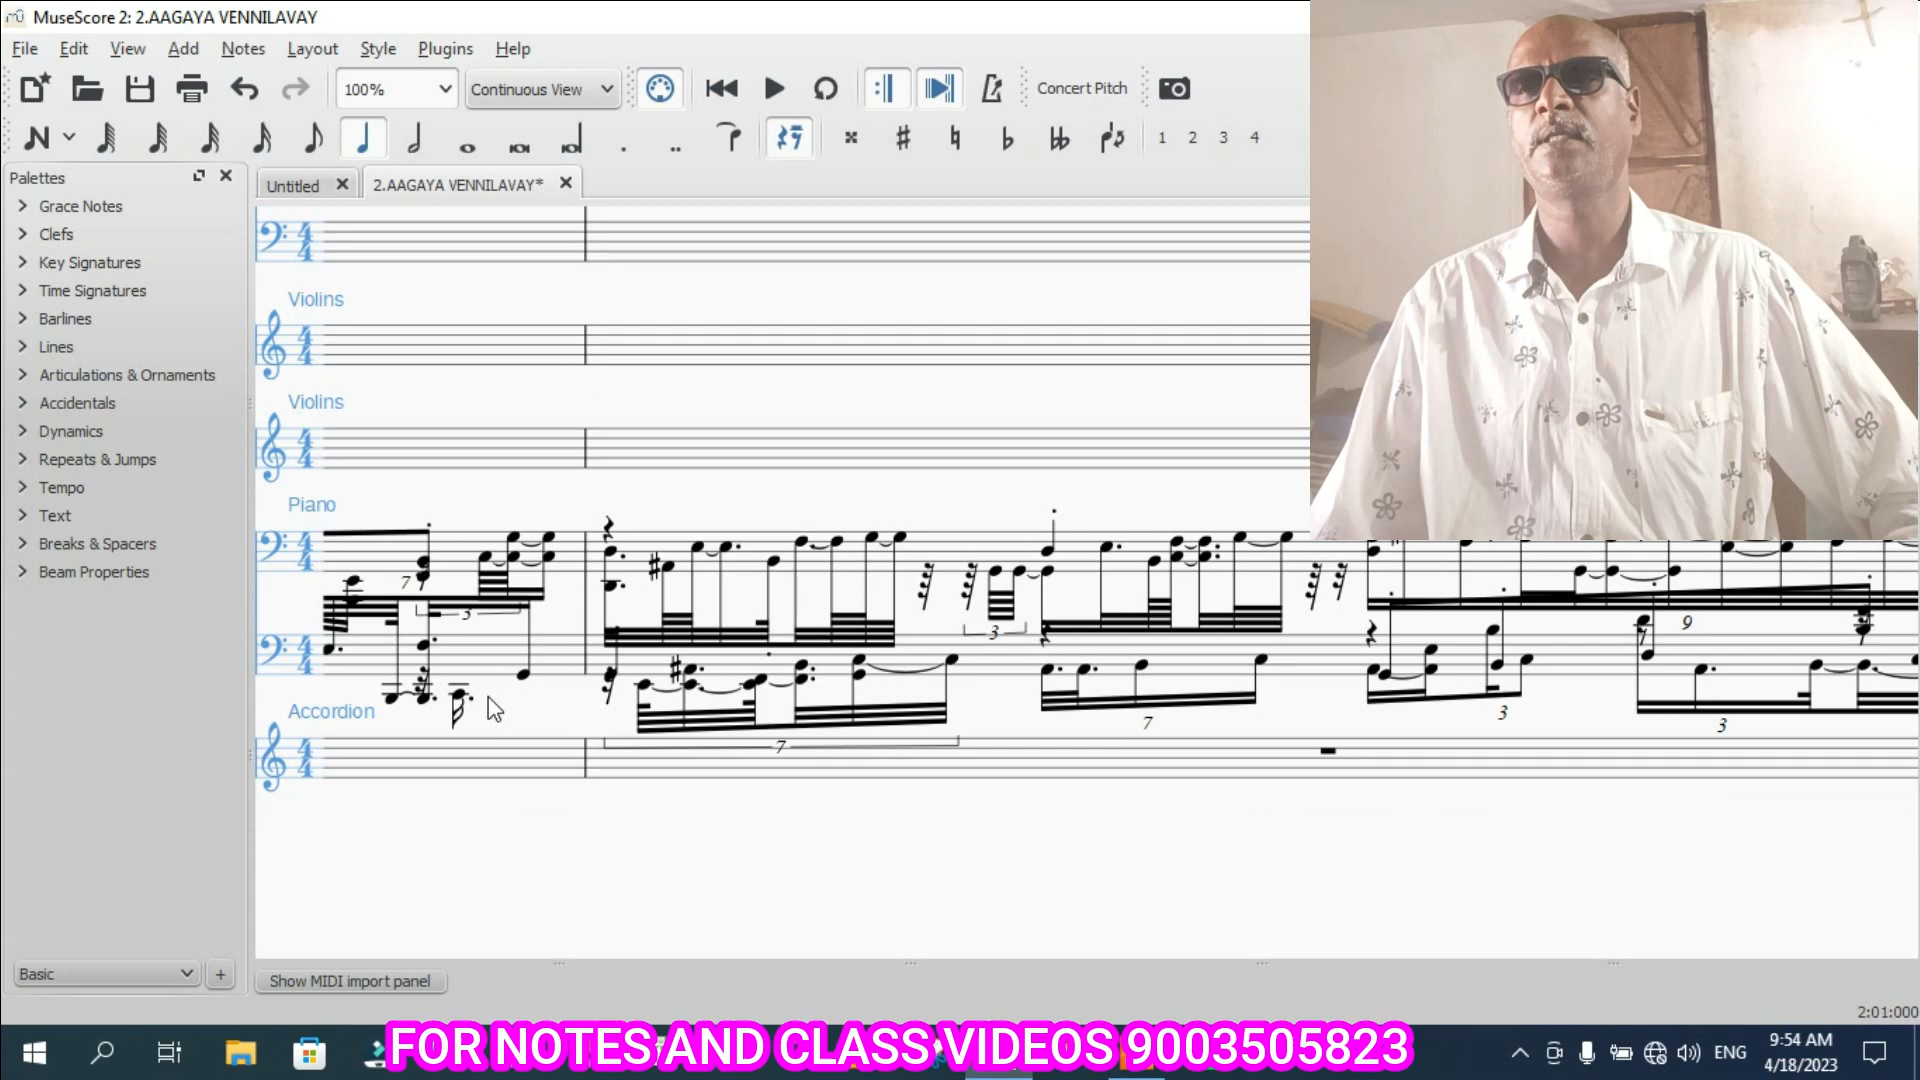 MuseScore 2: 2.AAGAYA VENNILAVAY
File Edit View Add Notes Layout Style Plugins Help
100% Continuous View Concert Pitch
1 2 3 4
Palettes
Untitled 2.AAGAYA VENNILAVAY*
Grace Notes
Clefs
Key Signatures
Time Signatures
Barlines
Lines
Articulations & Ornaments
Accidentals
Dynamics
Repeats & Jumps
Tempo
Text
Breaks & Spacers
Beam Properties
Violins
Violins
Piano
7 3 3 9
Accordion
7 7 3 3
Basic +
Show MIDI import panel
2:01:000
FOR NOTES AND CLASS VIDEOS 9003505823
ENG
9:54 AM
4/18/2023